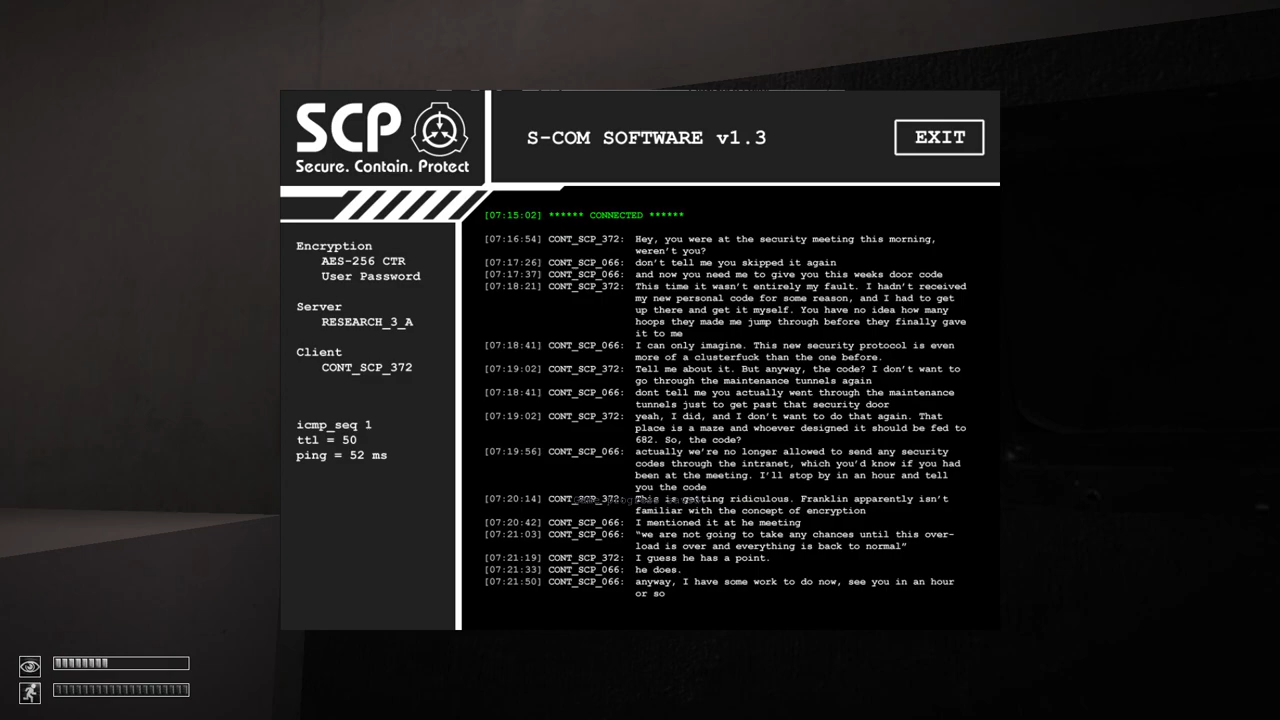 SCP
Secure. Contain. Protect
S-COM SOFTWARE v1.3
EXIT
Encryption
AES-256 CTR
User Password
Server
RESEARCH_3_A
Client
CONT_SCP_372
icmp_seq 1
ttl = 50
ping = 52 ms
[07:15:02] ****** CONNECTED ******
[07:16:54] CONT_SCP_372: Hey, you were at the security meeting this morning,
weren't you?
[07:17:26] CONT_SCP_066: don't tell me you skipped it again
[07:17:37] CONT_SCP_066: and now you need me to give you this weeks door code
[07:18:21] CONT_SCP_372: This time it wasn't entirely my fault. I hadn't received
my new personal code for some reason, and I had to get
up there and get it myself. You have no idea how many
hoops they made me jump through before they finally gave
it to me
[07:18:41] CONT_SCP_066: I can only imagine. This new security protocol is even
more of a clusterfuck than the one before.
[07:19:02] CONT_SCP_372: Tell me about it. But anyway, the code? I don't want to
go through the maintenance tunnels again
[07:18:41] CONT_SCP_066: dont tell me you actually went through the maintenance
tunnels just to get past that security door
[07:19:02] CONT_SCP_372: yeah, I did, and I don't want to do that again. That
place is a maze and whoever designed it should be fed to
682. So, the code?
[07:19:56] CONT_SCP_066: actually we're no longer allowed to send any security
codes through the intranet, which you'd know if you had
been at the meeting. I'll stop by in an hour and tell
you the code
[07:20:14] CONT_SCP_372: This is getting ridiculous. Franklin apparently isn't
familiar with the concept of encryption
[07:20:42] CONT_SCP_066: I mentioned it at he meeting
[07:21:03] CONT_SCP_066: "we are not going to take any chances until this over-
load is over and everything is back to normal"
[07:21:19] CONT_SCP_372: I guess he has a point.
[07:21:33] CONT_SCP_066: he does.
[07:21:50] CONT_SCP_066: anyway, I have some work to do now, see you in an hour
or so